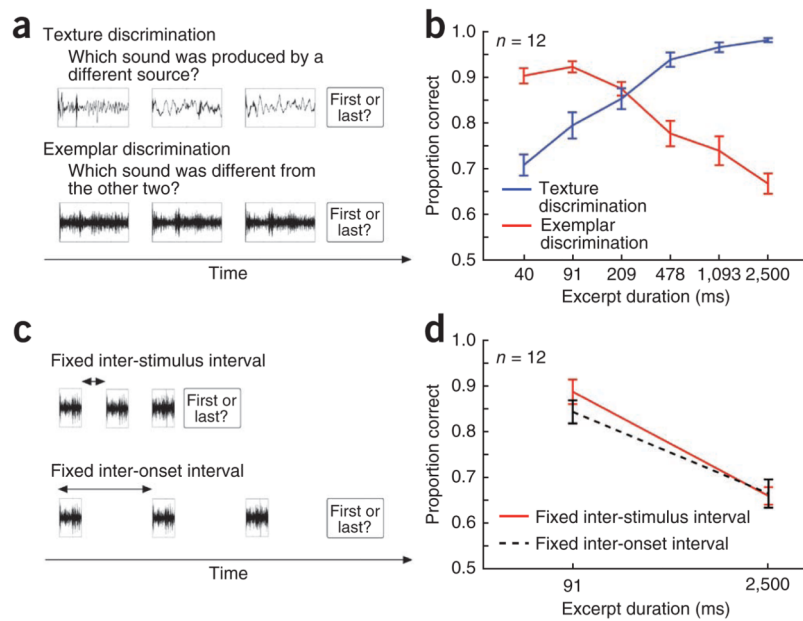 a
Texture discrimination
Which sound was produced by a
different source?
First or
last?
Exemplar discrimination
Which sound was different from
the other two?
First or
last?
Time
b
n = 12
1.0
0.9
0.8
0.7
0.6
0.5
Proportion correct
Texture
discrimination
Exemplar
discrimination
40 91 209 478 1,093 2,500
Excerpt duration (ms)
c
Fixed inter-stimulus interval
First or
last?
Fixed inter-onset interval
First or
last?
Time
d
n = 12
1.0
0.9
0.8
0.7
0.6
0.5
Proportion correct
Fixed inter-stimulus interval
Fixed inter-onset interval
91 2,500
Excerpt duration (ms)